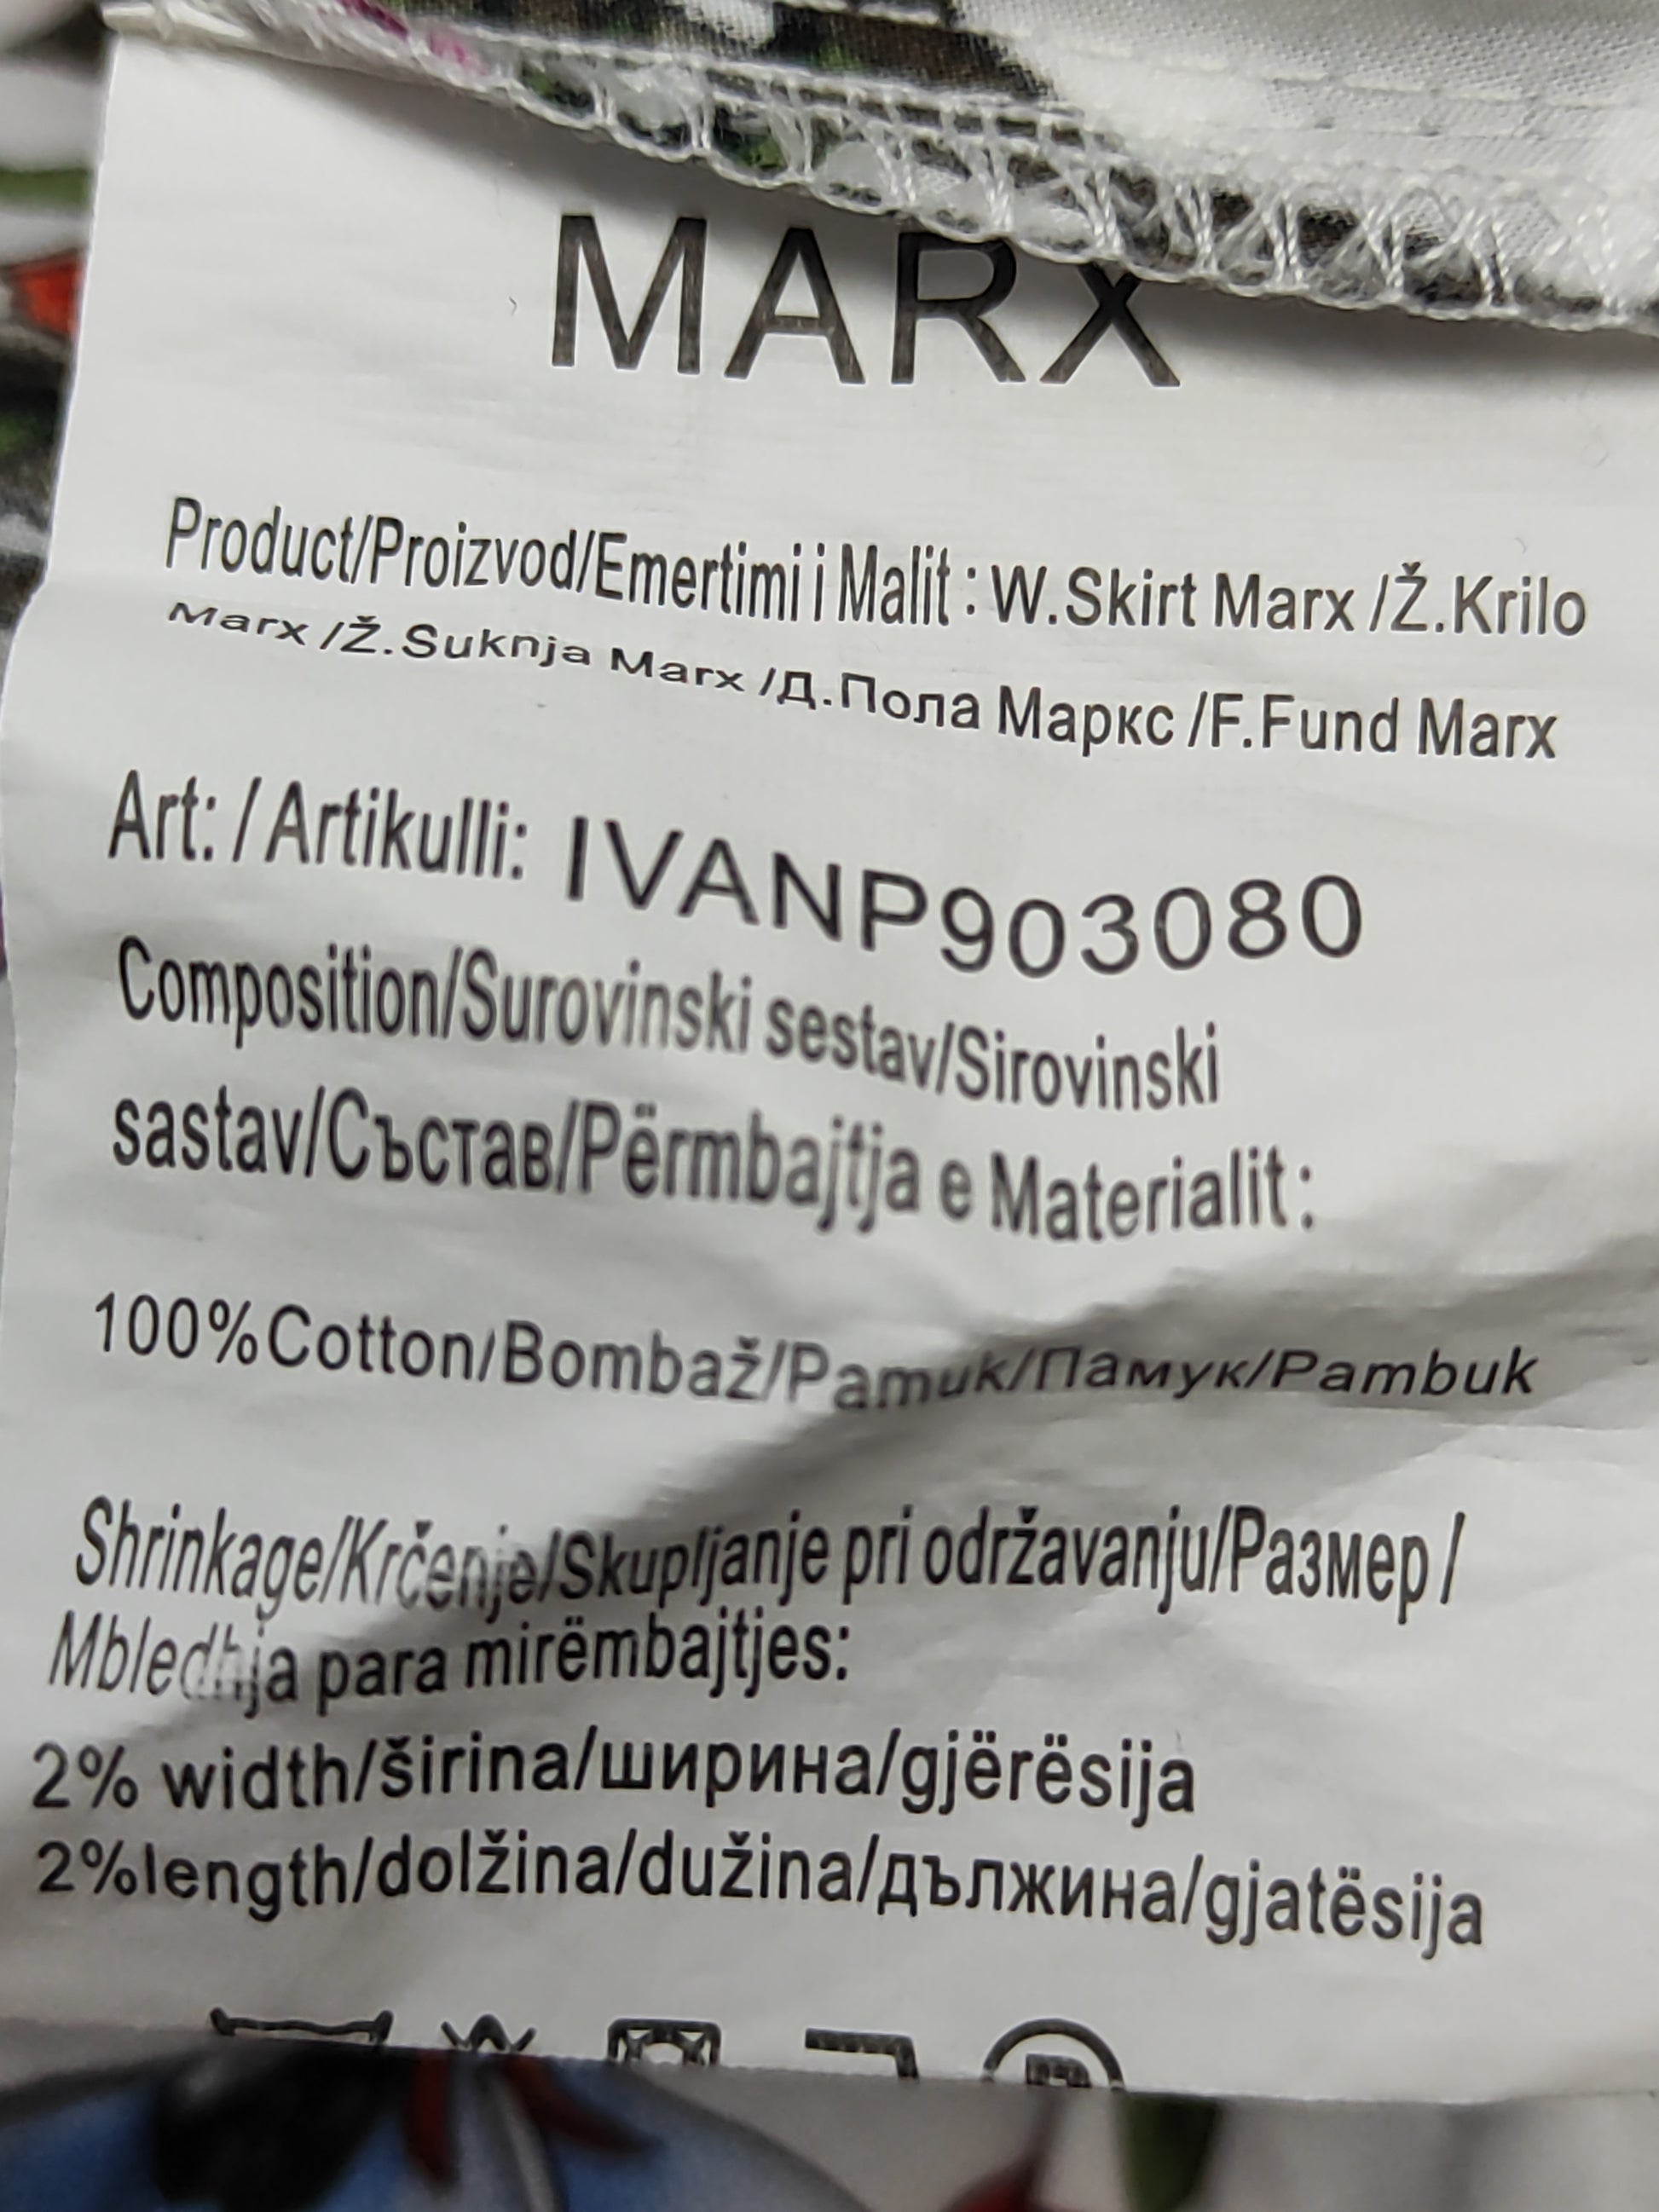 MARX
Product/Proizvod/Emertimi i Malit : W.Skirt Marx /Ž.Krilo
Marx /Ž.Suknja Marx /Д.Пола Маркс /F.Fund Marx
Art: / Artikulli: IVANP903080
Composition/Surovinski sestav/Sirovinski
sastav/Състав/Përmbajtja e Materialit :
100%Cotton/Bombaž/Pamuk/Памук/Pambuk
Shrinkage/Krčenje/Skupljanje pri održavanju/Размер /
Mbledhja para mirëmbajtjes:
2% width/širina/ширина/gjërësija
2%length/dolžina/dužina/дължина/gjatësija